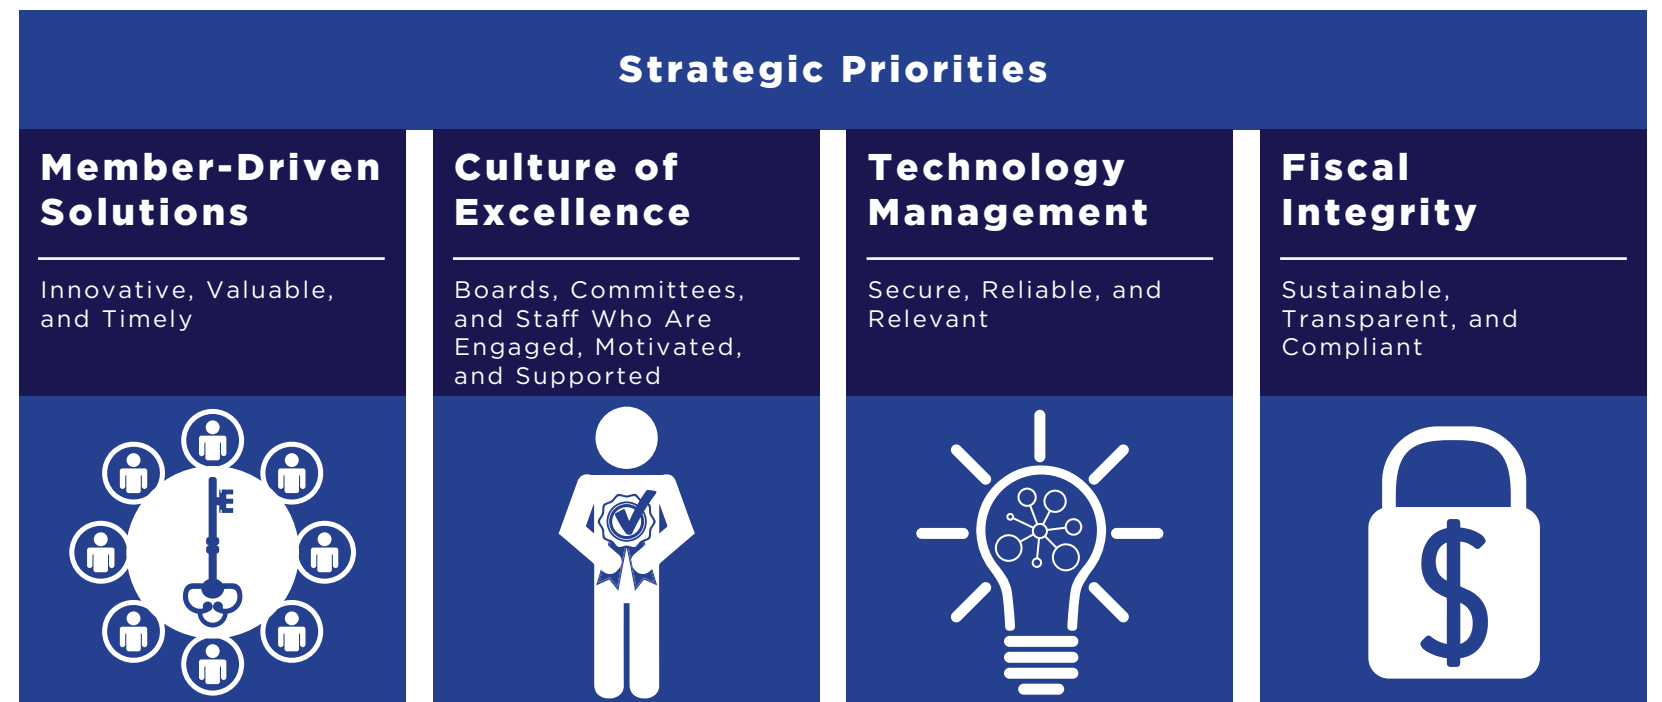 Strategic Priorities
Member-Driven
Solutions
Innovative, Valuable,
and Timely
Culture of
Excellence
Boards, Committees,
and Staff Who Are
Engaged, Motivated,
and Supported
Technology
Management
Secure, Reliable, and
Relevant
Fiscal
Integrity
Sustainable,
Transparent, and
Compliant
$